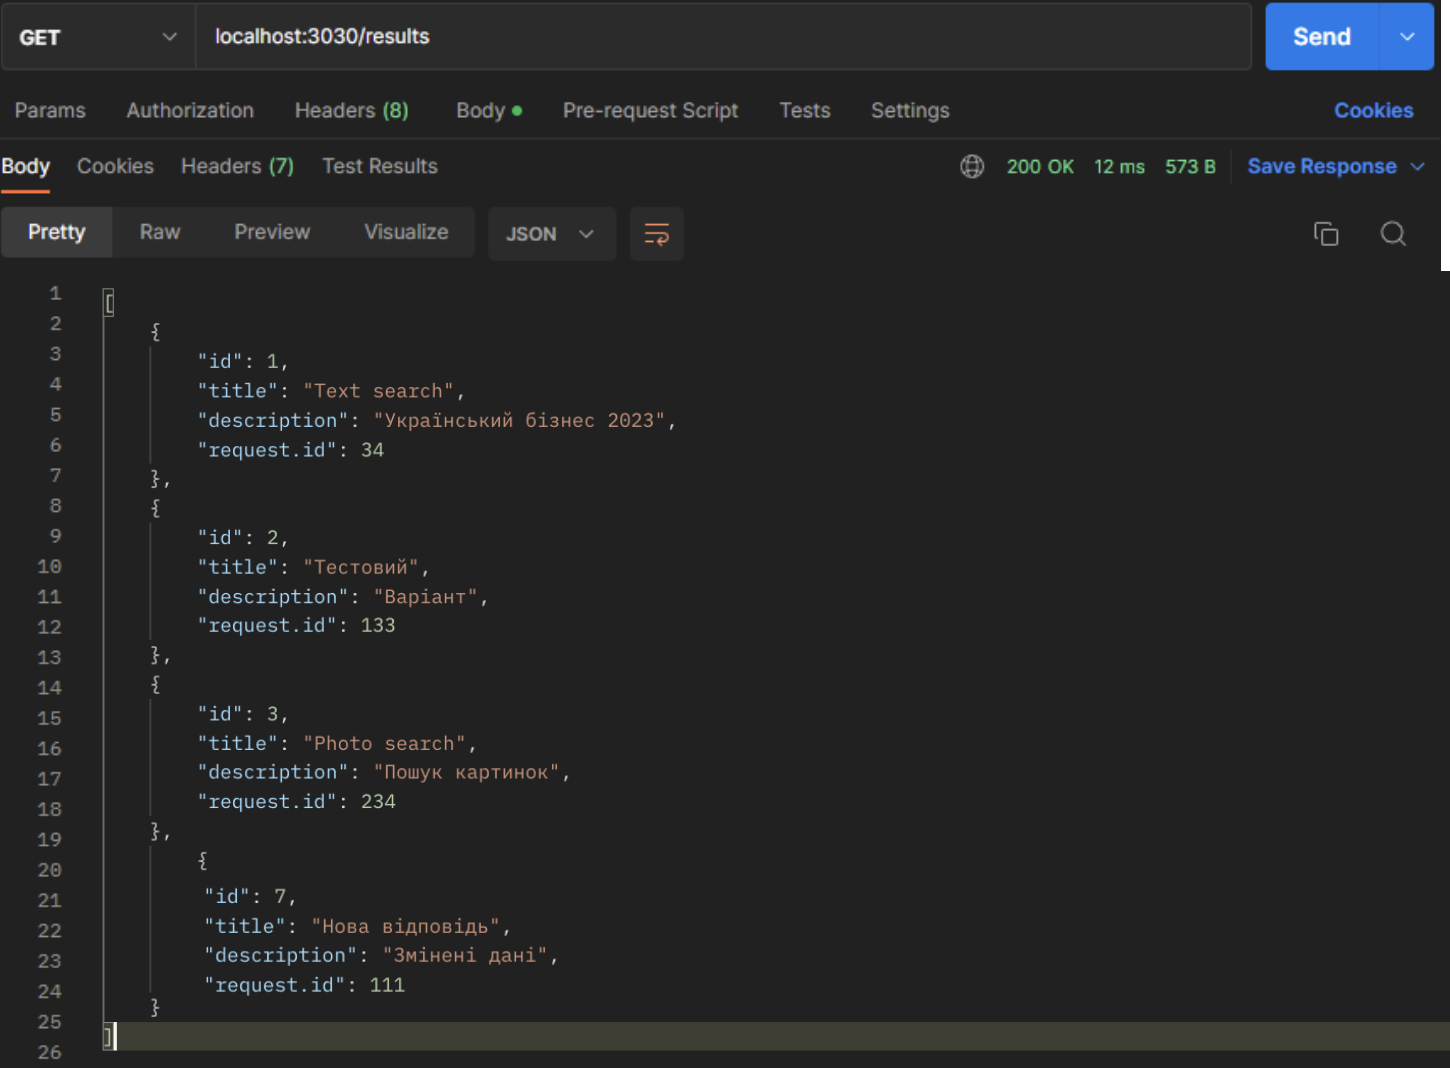 GET localhost:3030/results Send
Params Authorization Headers (8) Body Pre-request Script Tests Settings Cookies
Body Cookies Headers (7) Test Results 200 OK 12 ms 573 B Save Response
Pretty Raw Preview Visualize JSON
1 [
2 {
3 "id": 1,
4 "title": "Text search",
5 "description": "Український бізнес 2023",
6 "request.id": 34
7 },
8 {
9 "id": 2,
10 "title": "Тестовий",
11 "description": "Варіант",
12 "request.id": 133
13 },
14 {
15 "id": 3,
16 "title": "Photo search",
17 "description": "Пошук картинок",
18 "request.id": 234
19 },
20 {
21 "id": 7,
22 "title": "Нова відповідь",
23 "description": "Змінені дані",
24 "request.id": 111
25 }
26 ]